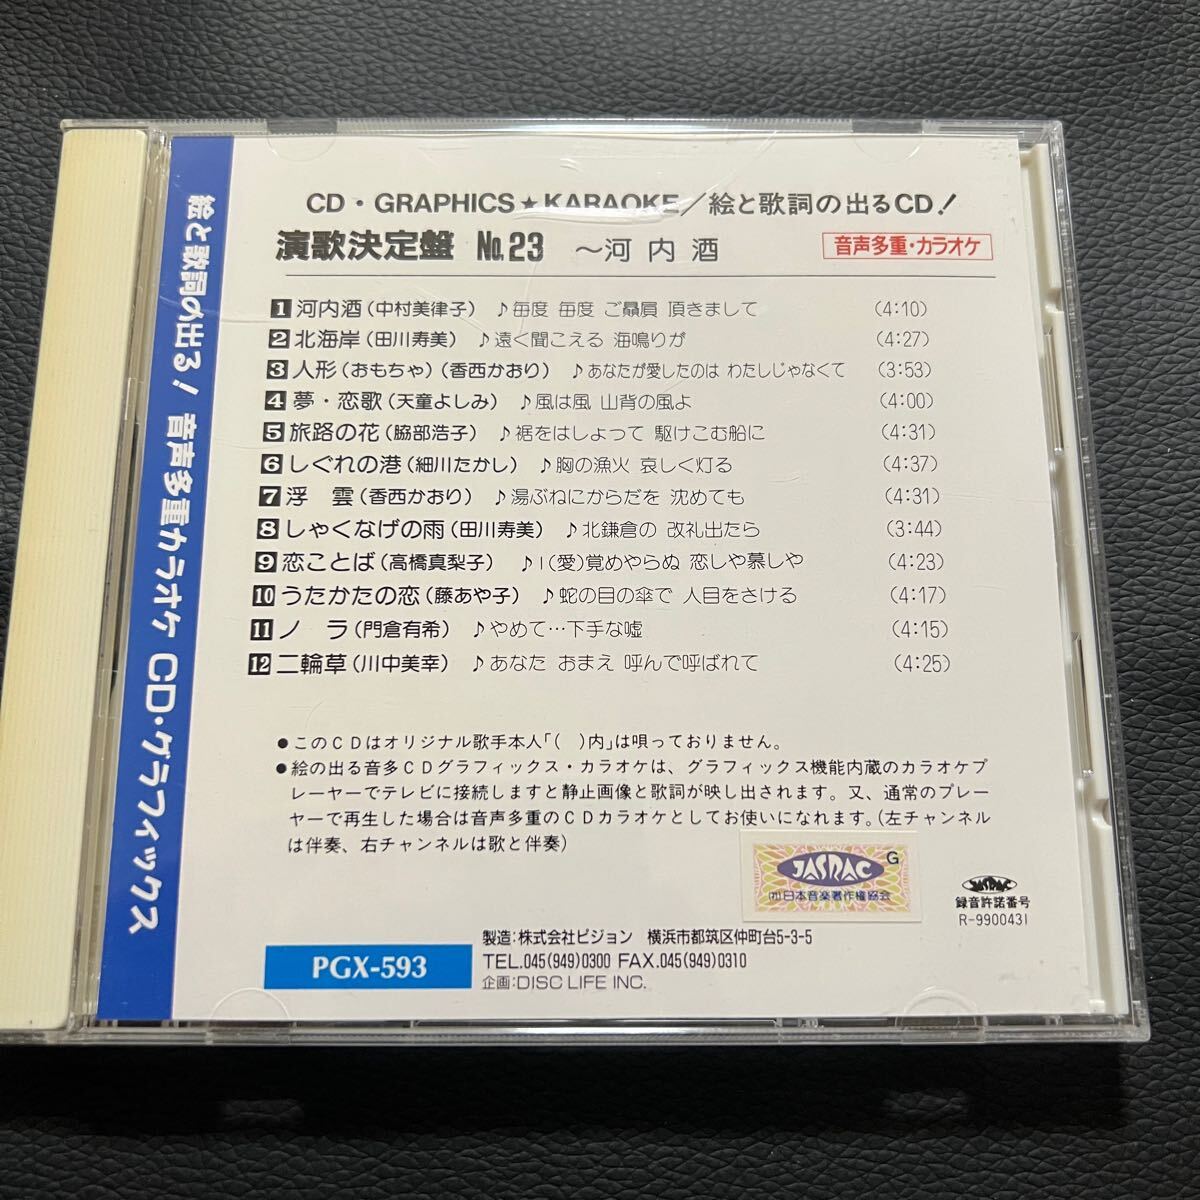 絵と歌詞の出る! 音声多重カラオケ CD・グラフィックス
CD・GRAPHICS★KARAOKE/絵と歌詞の出るCD!
演歌決定盤 No.23 〜河内酒 音声多重・カラオケ
1 河内酒(中村美律子) ♪毎度 毎度 ご贔屓 頂きまして (4:10)
2 北海岸(田川寿美) ♪遠く聞こえる 海鳴りが (4:27)
3 人形(おもちゃ)(香西かおり) ♪あなたが愛したのは わたしじゃなくて (3:53)
4 夢・恋歌(天童よしみ) ♪風は風 山背の風よ (4:00)
5 旅路の花(脇部浩子) ♪裾をはしょって 駆けこむ船に (4:31)
6 しぐれの港(細川たかし) ♪胸の漁火 哀しく灯る (4:37)
7 浮 雲(香西かおり) ♪湯ぶねにからだを 沈めても (4:31)
8 しゃくなげの雨(田川寿美) ♪北鎌倉の 改札出たら (3:44)
9 恋ことば(高橋真梨子) ♪I(愛)覚めやらぬ 恋しや慕しや (4:23)
10 うたかたの恋(藤あや子) ♪蛇の目の傘で 人目をさける (4:17)
11 ノ ラ(門倉有希) ♪やめて…下手な嘘 (4:15)
12 二輪草(川中美幸) ♪あなた おまえ 呼んで呼ばれて (4:25)
●このCDはオリジナル歌手本人「( )内」は唄っておりません。
●絵の出る音多CDグラフィックス・カラオケは、グラフィックス機能内蔵のカラオケプ
レーヤーでテレビに接続しますと静止画像と歌詞が映し出されます。又、通常のプレー
ヤーで再生した場合は音声多重のCDカラオケとしてお使いになれます。(左チャンネル
は伴奏、右チャンネルは歌と伴奏)
JASRAC G
(社)日本音楽著作権協会
JASRAC
録音許諾番号
R-9900431
PGX-593
製造:株式会社ピジョン 横浜市都筑区仲町台5-3-5
TEL.045(949)0300 FAX.045(949)0310
企画:DISC LIFE INC.